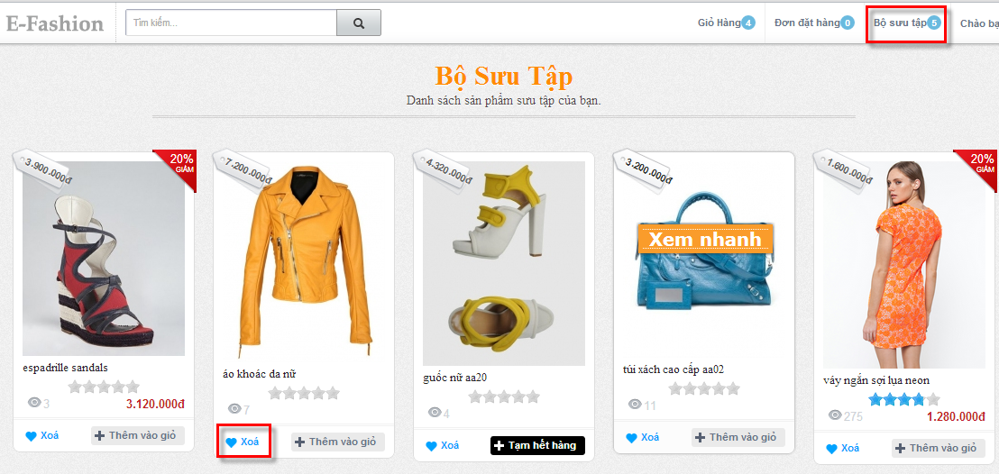 E-Fashion
Tìm kiếm...
Giỏ Hàng 4
Đơn đặt hàng 0
Bộ sưu tập 5
Chào bạ
Bộ Sưu Tập
Danh sách sản phẩm sưu tập của bạn.
3.900.000đ
20%
GIẢM
espadrille sandals
3
3.120.000đ
Xoá
Thêm vào giỏ
7.200.000đ
áo khoác da nữ
7
Xoá
Thêm vào giỏ
4.320.000đ
guốc nữ aa20
4
Xoá
Tạm hết hàng
3.200.000đ
Xem nhanh
túi xách cao cấp aa02
11
Xoá
Thêm vào giỏ
1.600.000đ
20%
GIẢM
váy ngắn sợi lụa neon
275
1.280.000đ
Xoá
Thêm vào giỏ